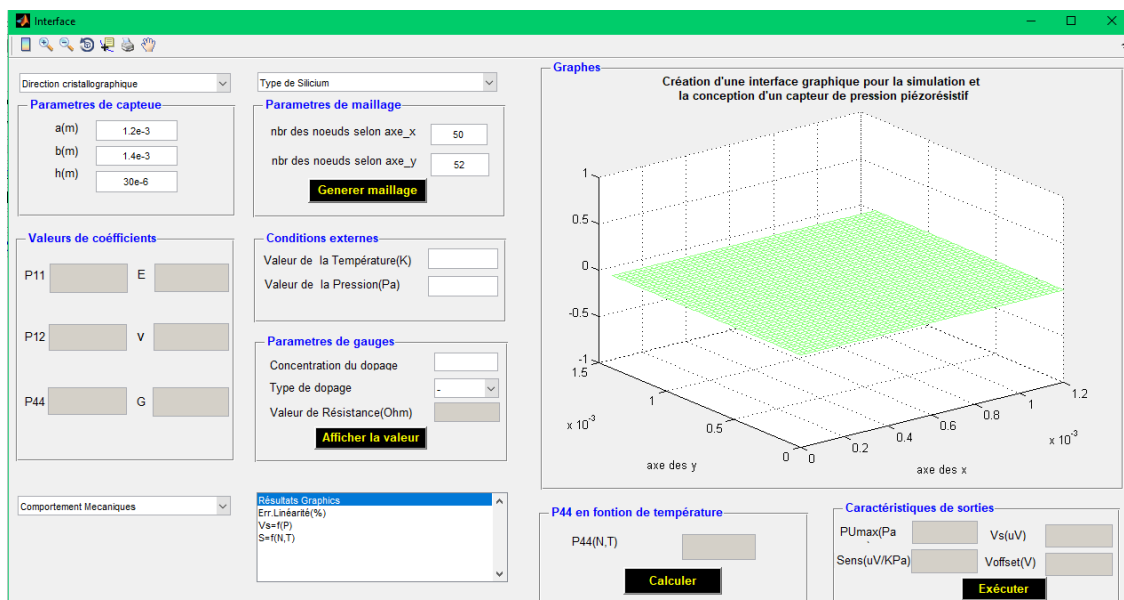 Interface
Direction cristallographique
Type de Silicium
Parametres de capteue
a(m)
1.2e-3
b(m)
1.4e-3
h(m)
30e-6
Parametres de maillage
nbr des noeuds selon axe_x
50
nbr des noeuds selon axe_y
52
Generer maillage
Valeurs de coéfficients
P11
E
P12
v
P44
G
Conditions externes
Valeur de la Température(K)
Valeur de la Pression(Pa)
Parametres de gauges
Concentration du dopage
Type de dopage
-
Valeur de Résistance(Ohm)
Afficher la valeur
Comportement Mecaniques
Résultats Graphics
Err.Linéarité(%)
Vs=f(P)
S=f(N,T)
Graphes
Création d'une interface graphique pour la simulation et
la conception d'un capteur de pression piézorésistif
1
0.5
0
-0.5
-1
1.5
1
0.5
0
x 10-3
axe des y
0
0.2
0.4
0.6
0.8
1
1.2
x 10-3
axe des x
P44 en fontion de température
P44(N,T)
Calculer
Caractéristiques de sorties
PUmax(Pa
Vs(uV)
Sens(uV/KPa)
Voffset(V)
Exécuter